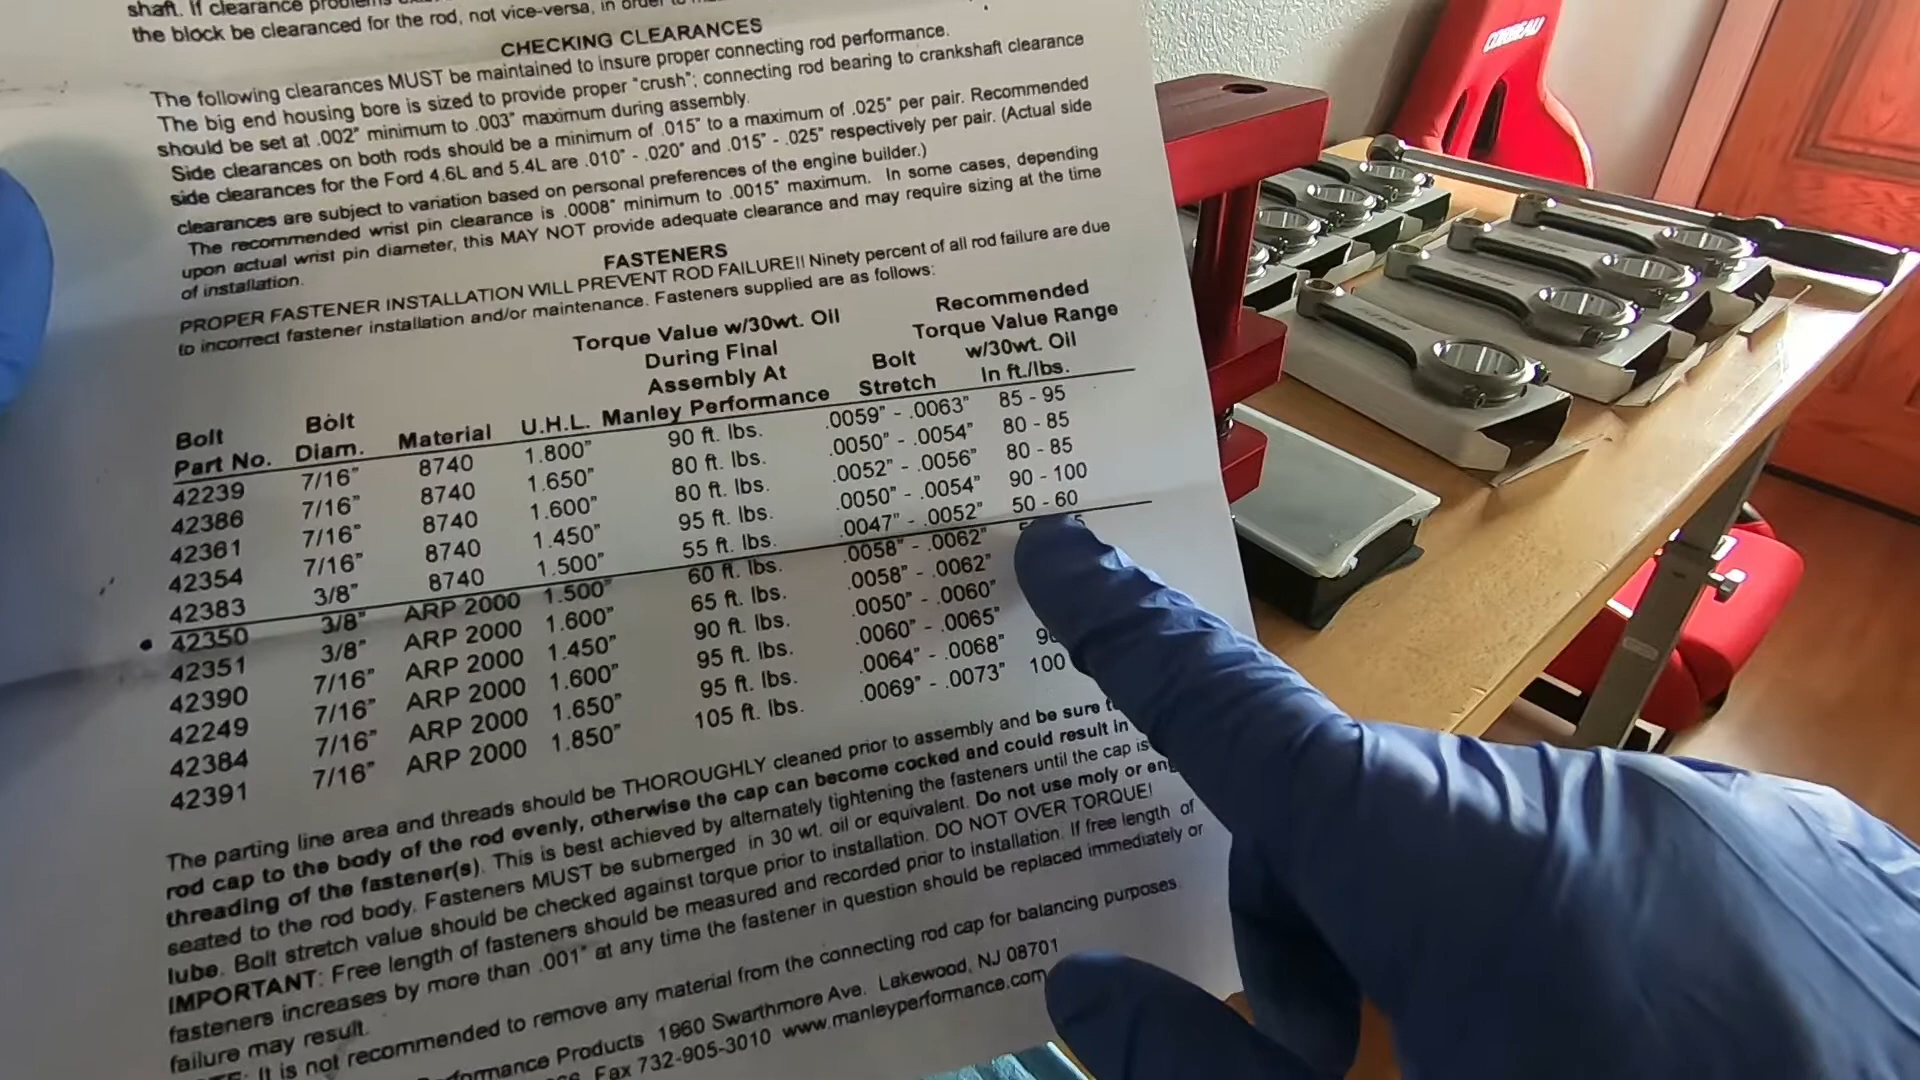 shaft. If clearance problems
the block be clearanced for the rod, not vice-versa, in order to
CHECKING CLEARANCES
The following clearances MUST be maintained to insure proper connecting rod performance.
The big end housing bore is sized to provide proper "crush"; connecting rod bearing to crankshaft clearance
should be set at .002" minimum to .003" maximum during assembly.
Side clearances on both rods should be a minimum of .015" to a maximum of .025" per pair. Recommended
side clearances for the Ford 4.6L and 5.4L are .010" - .020" and .015" - .025" respectively per pair. (Actual side
clearances are subject to variation based on personal preferences of the engine builder.)
The recommended wrist pin clearance is .0008" minimum to .0015" maximum. In some cases, depending
upon actual wrist pin diameter, this MAY NOT provide adequate clearance and may require sizing at the time
of installation.
FASTENERS
PROPER FASTENER INSTALLATION WILL PREVENT ROD FAILURE!! Ninety percent of all rod failure are due
to incorrect fastener installation and/or maintenance. Fasteners supplied are as follows:
Bolt Part No. Bolt Diam. Material U.H.L. Torque Value w/30wt. Oil During Final Assembly At Manley Performance Bolt Stretch Recommended Torque Value Range w/30wt. Oil In ft./lbs.
42239 7/16" 8740 1.800" 90 ft. lbs. .0059" - .0063" 85 - 95
42386 7/16" 8740 1.650" 80 ft. lbs. .0050" - .0054" 80 - 85
42361 7/16" 8740 1.600" 80 ft. lbs. .0052" - .0056" 80 - 85
42354 7/16" 8740 1.450" 95 ft. lbs. .0050" - .0054" 90 - 100
42383 3/8" 8740 1.500" 55 ft. lbs. .0047" - .0052" 50 - 60
42350 3/8" ARP 2000 1.500" 60 ft. lbs. .0058" - .0062"
42351 3/8" ARP 2000 1.600" 65 ft. lbs. .0058" - .0062"
42390 7/16" ARP 2000 1.450" 90 ft. lbs. .0050" - .0060"
42249 7/16" ARP 2000 1.600" 95 ft. lbs. .0060" - .0065"
42384 7/16" ARP 2000 1.650" 95 ft. lbs. .0064" - .0068"
42391 7/16" ARP 2000 1.850" 105 ft. lbs. .0069" - .0073" 100
The parting line area and threads should be THOROUGHLY cleaned prior to assembly and be sure
rod cap to the body of the rod evenly, otherwise the cap can become cocked and could result in
threading of the fastener(s). This is best achieved by alternately tightening the fasteners until the cap is
seated to the rod body. Fasteners MUST be submerged in 30 wt. oil or equivalent. Do not use moly or
lube. Bolt stretch value should be checked against torque prior to installation. DO NOT OVER TORQUE!
IMPORTANT: Free length of fasteners should be measured and recorded prior to installation. If free length of
fasteners increases by more than .001" at any time the fastener in question should be replaced immediately or
failure may result.
It is not recommended to remove any material from the connecting rod cap for balancing purposes.
Products 1960 Swarthmore Ave. Lakewood, NJ 08701
Fax 732-905-3010 www.manleyperformance.com